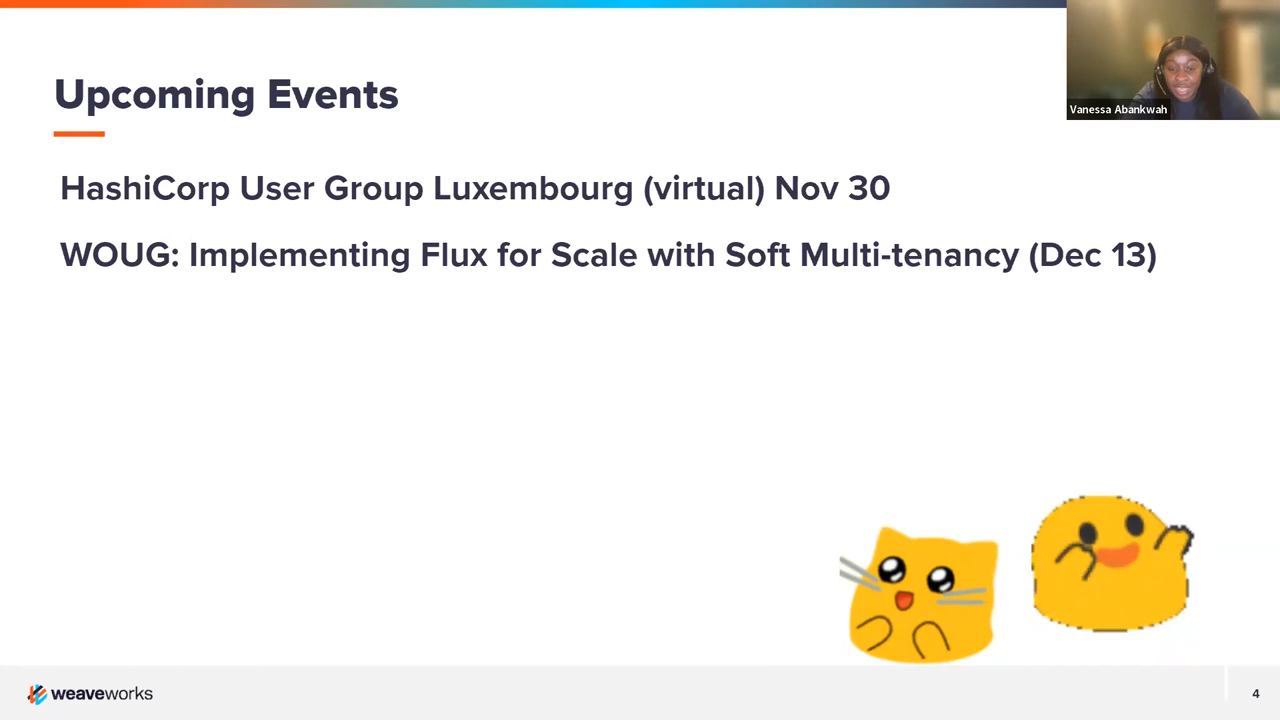 Upcoming Events
Vanessa Abankwah
HashiCorp User Group Luxembourg (virtual) Nov 30
WOUG: Implementing Flux for Scale with Soft Multi-tenancy (Dec 13)
weaveworks
4